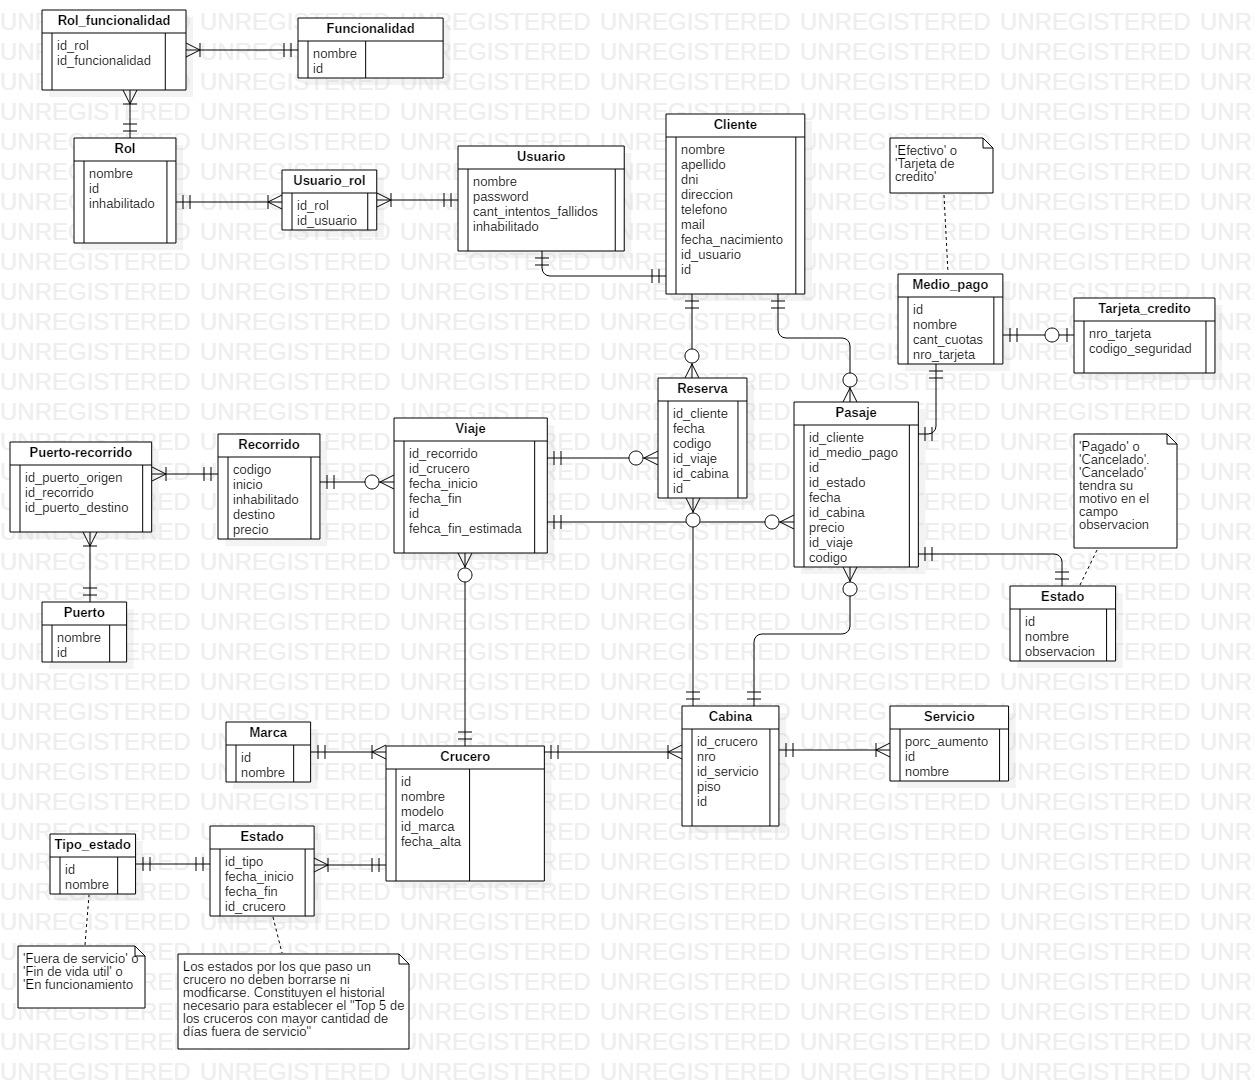 Rol_funcionalidad
id_rol
id_funcionalidad
Funcionalidad
nombre
id
Rol
nombre
id
inhabilitado
Usuario_rol
id_rol
id_usuario
Usuario
nombre
password
cant_intentos_fallidos
inhabilitado
Cliente
nombre
apellido
dni
direccion
telefono
mail
fecha_nacimiento
id_usuario
id
'Efectivo' o
'Tarjeta de
credito'
Medio_pago
id
nombre
cant_cuotas
nro_tarjeta
Tarjeta_credito
nro_tarjeta
codigo_seguridad
Puerto-recorrido
id_puerto_origen
id_recorrido
id_puerto_destino
Recorrido
codigo
inicio
inhabilitado
destino
precio
Viaje
id_recorrido
id_crucero
fecha_inicio
fecha_fin
id
fehca_fin_estimada
Reserva
id_cliente
fecha
codigo
id_viaje
id_cabina
id
Pasaje
id_cliente
id_medio_pago
id
id_estado
fecha
id_cabina
precio
id_viaje
codigo
'Pagado' o
'Cancelado'.
'Cancelado'
tendra su
motivo en el
campo
observacion
Estado
id
nombre
observacion
Puerto
nombre
id
Marca
id
nombre
Crucero
id
nombre
modelo
id_marca
fecha_alta
Cabina
id_crucero
nro
id_servicio
piso
id
Servicio
porc_aumento
id
nombre
Tipo_estado
id
nombre
Estado
id_tipo
fecha_inicio
fecha_fin
id_crucero
'Fuera de servicio' o
'Fin de vida util' o
'En funcionamiento
Los estados por los que paso un
crucero no deben borrarse ni
modficarse. Constituyen el historial
necesario para establecer el "Top 5 de
los cruceros con mayor cantidad de
días fuera de servicio"
UNREGISTERED